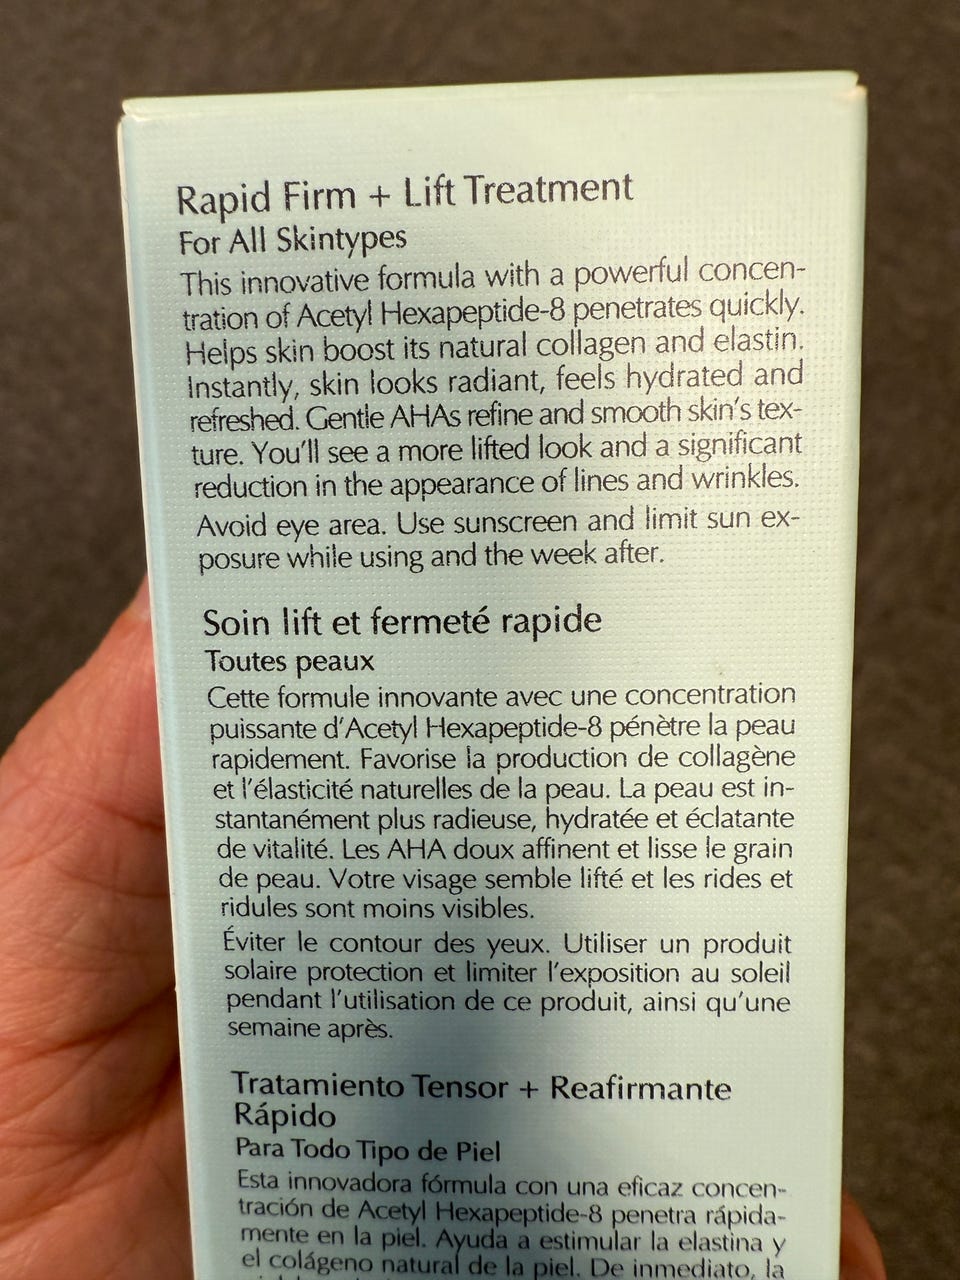 Rapid Firm + Lift Treatment
For All Skintypes
This innovative formula with a powerful concen-
tration of Acetyl Hexapeptide-8 penetrates quickly.
Helps skin boost its natural collagen and elastin.
Instantly, skin looks radiant, feels hydrated and
refreshed. Gentle AHAs refine and smooth skin's tex-
ture. You'll see a more lifted look and a significant
reduction in the appearance of lines and wrinkles.
Avoid eye area. Use sunscreen and limit sun ex-
posure while using and the week after.
Soin lift et fermeté rapide
Toutes peaux
Cette formule innovante avec une concentration
puissante d'Acetyl Hexapeptide-8 pénètre la peau
rapidement. Favorise la production de collagène
et l'élasticité naturelles de la peau. La peau est in-
stantanément plus radieuse, hydratée et éclatante
de vitalité. Les AHA doux affinent et lisse le grain
de peau. Votre visage semble lifté et les rides et
ridules sont moins visibles.
Éviter le contour des yeux. Utiliser un produit
solaire protection et limiter l'exposition au soleil
pendant l'utilisation de ce produit, ainsi qu'une
semaine après.
Tratamiento Tensor + Reafirmante
Rápido
Para Todo Tipo de Piel
Esta innovadora fórmula con una eficaz concen-
tración de Acetyl Hexapeptide-8 penetra rápida-
mente en la piel. Ayuda a estimular la elastina y
el colágeno natural de la piel. De inmediato, la